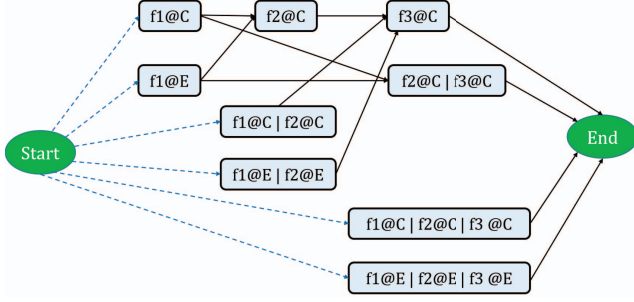 f1@C
f2@C
f3@C
f1@E
f2@C | f3@C
f1@C | f2@C
Start
End
f1@E | f2@E
f1@C | f2@C | f3 @C
f1@E | f2@E | f3 @E